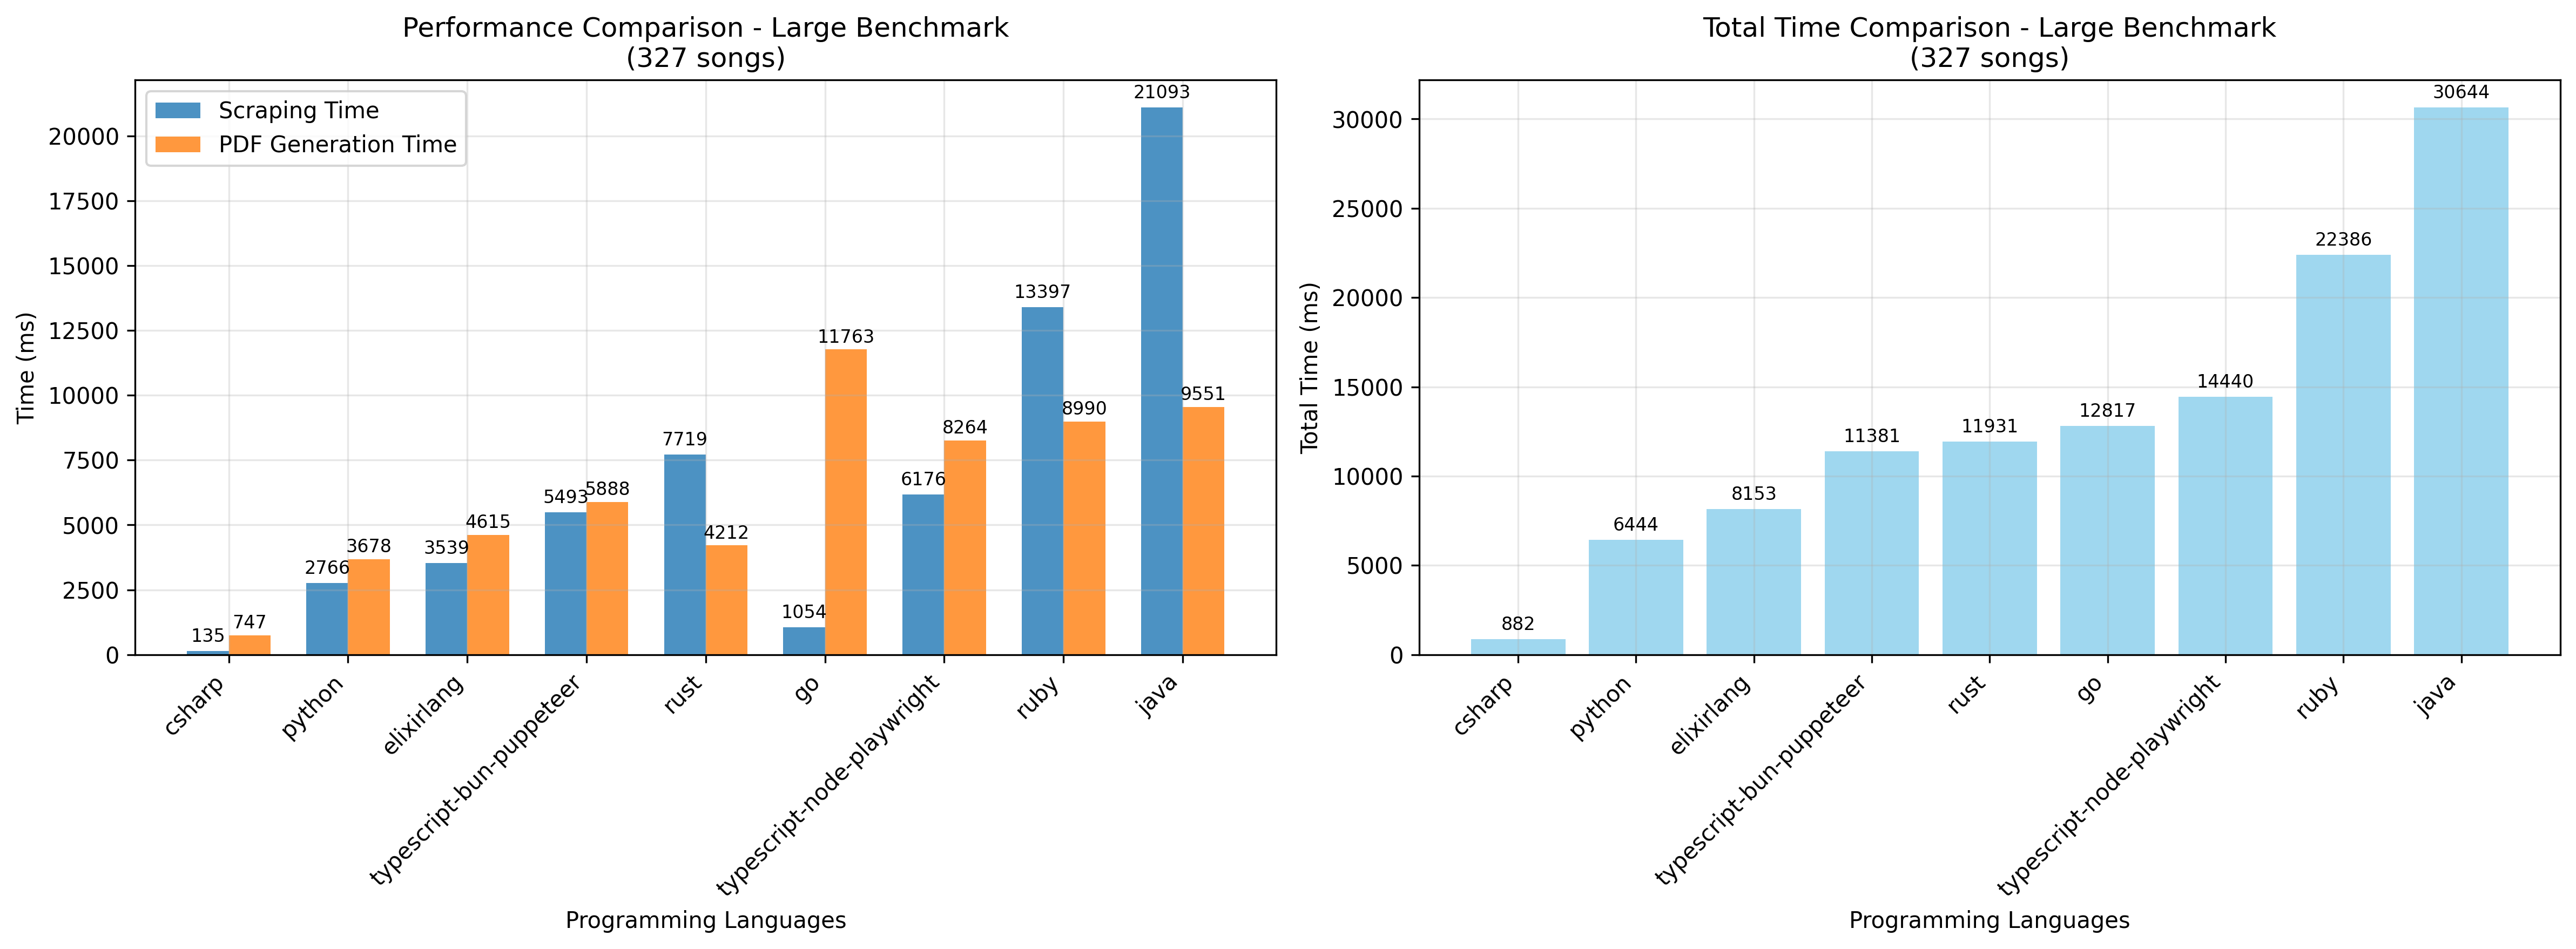 Performance Comparison - Large Benchmark
(327 songs)
Scraping Time
PDF Generation Time
Time (ms)
20000
17500
15000
12500
10000
7500
5000
2500
0
135
747
2766
3678
3539
4615
5493
5888
7719
4212
1054
11763
6176
8264
13397
8990
21093
9551
csharp
python
elixirlang
typescript-bun-puppeteer
rust
go
typescript-node-playwright
ruby
java
Programming Languages
Total Time Comparison - Large Benchmark
(327 songs)
Total Time (ms)
30000
25000
20000
15000
10000
5000
0
882
6444
8153
11381
11931
12817
14440
22386
30644
csharp
python
elixirlang
typescript-bun-puppeteer
rust
go
typescript-node-playwright
ruby
java
Programming Languages